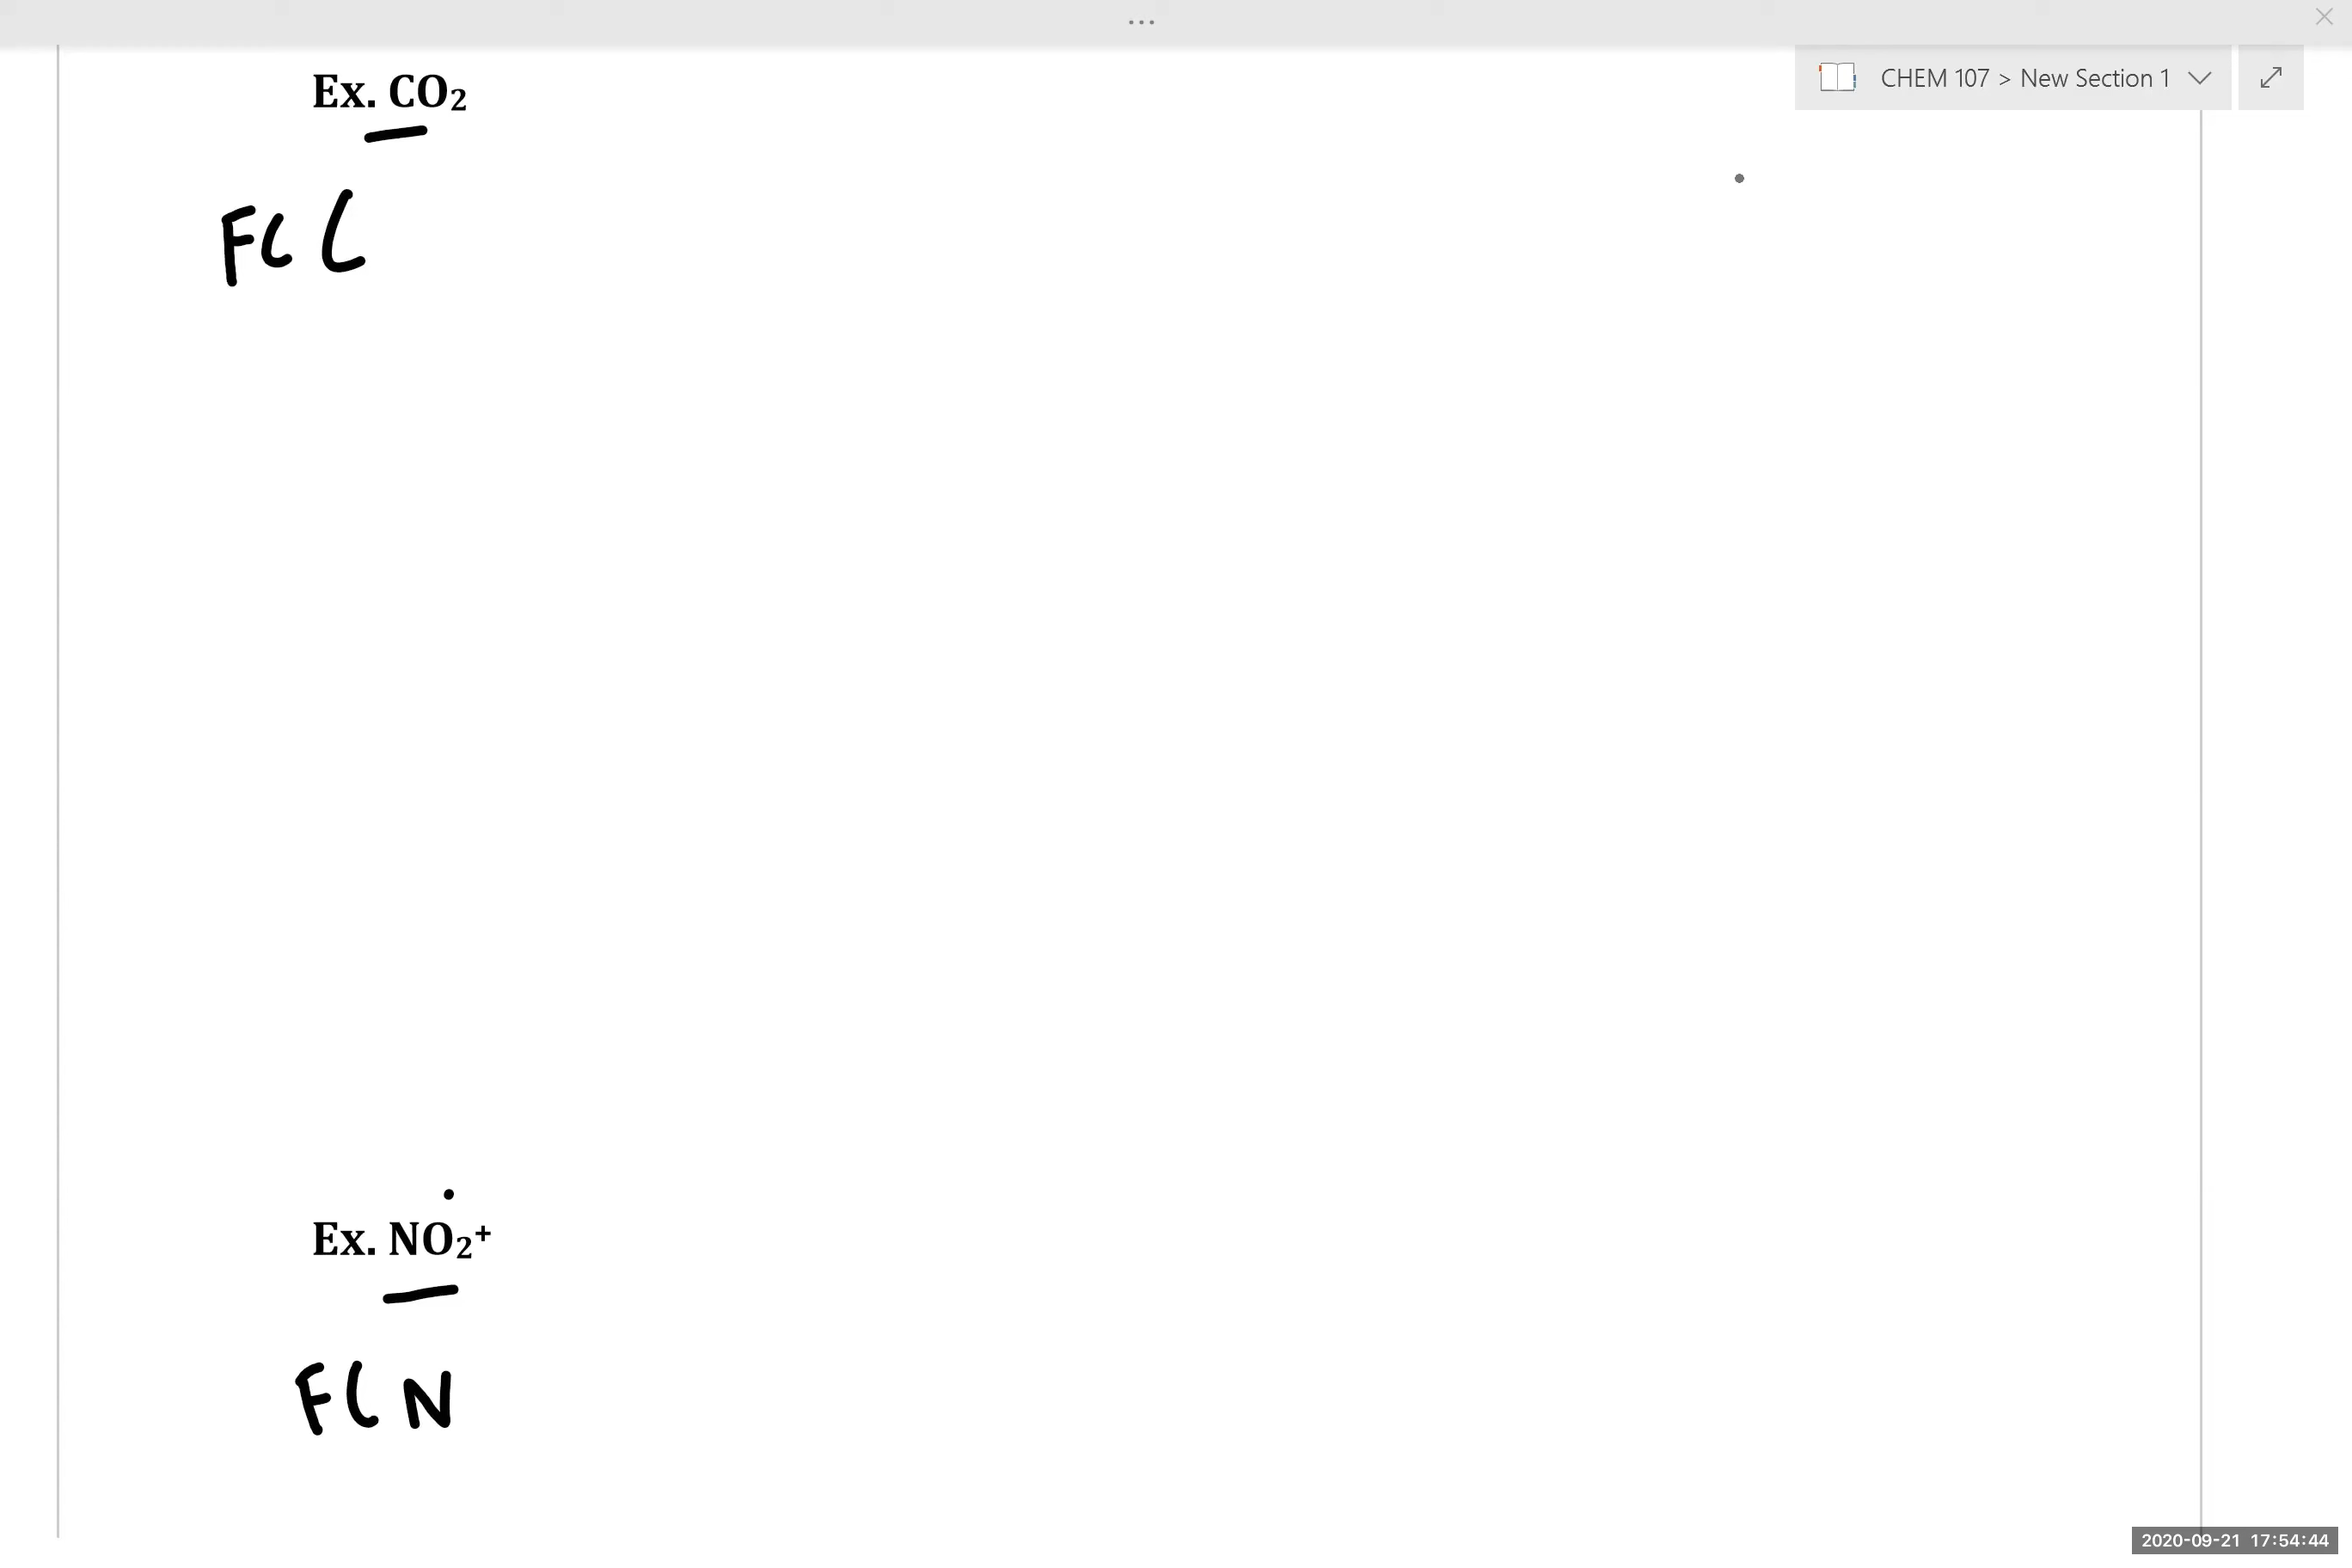 ...
Ex. CO₂
CHEM 107 > New Section 1
FC C
Ex. NO₂⁺
FC N
2020-09-21 17:54:44